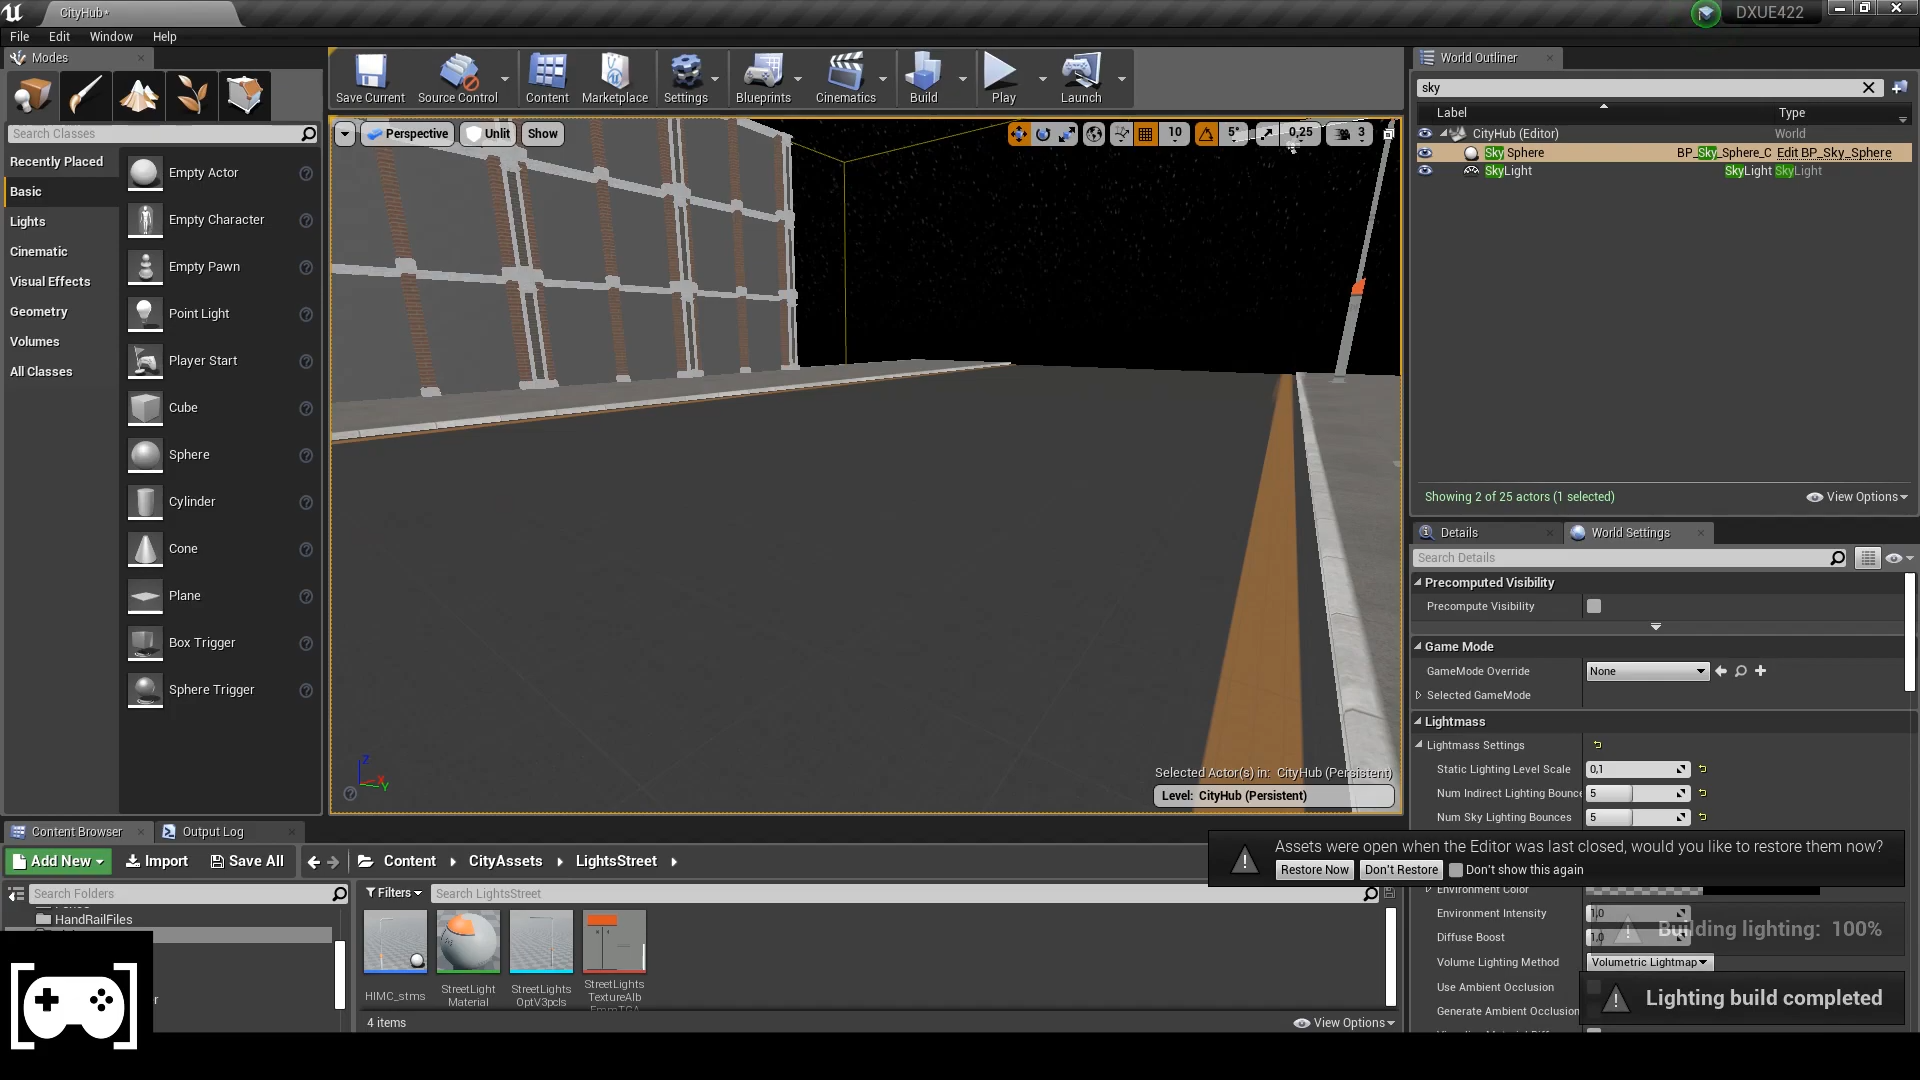 CityHub*
DXUE422
File Edit Window Help
Modes
Save Current Source Control Content Marketplace Settings Blueprints Cinematics Build Play Launch
World Outliner
sky
Label Type
CityHub (Editor) World
Sky Sphere BP_Sky_Sphere_C Edit BP_Sky_Sphere
SkyLight SkyLight SkyLight
Showing 2 of 25 actors (1 selected) View Options
Search Classes
Recently Placed
Basic
Lights
Cinematic
Visual Effects
Geometry
Volumes
All Classes
Empty Actor
Empty Character
Empty Pawn
Point Light
Player Start
Cube
Sphere
Cylinder
Cone
Plane
Box Trigger
Sphere Trigger
Perspective Unlit Show 10 5° 0,25 3
Z
X
Y
Selected Actor(s) in: CityHub (Persistent)
Level: CityHub (Persistent)
Details World Settings
Search Details
Precomputed Visibility
Precompute Visibility
Game Mode
GameMode Override None
Selected GameMode
Lightmass
Lightmass Settings
Static Lighting Level Scale 0,1
Num Indirect Lighting Bounce 5
Num Sky Lighting Bounces 5
Assets were open when the Editor was last closed, would you like to restore them now?
Restore Now Don't Restore Don't show this again
Environment Color
Environment Intensity 1,0
Building lighting: 100%
Diffuse Boost 1,0
Volume Lighting Method Volumetric Lightmap
Use Ambient Occlusion
Lighting build completed
Generate Ambient Occlusion
Content Browser Output Log
Add New Import Save All Content CityAssets LightsStreet
Search Folders
HandRailFiles
Filters Search LightsStreet
HIMC_stms
StreetLight
Material
StreetLights
OptV3pcls
StreetLights
TextureAlb
4 items View Options